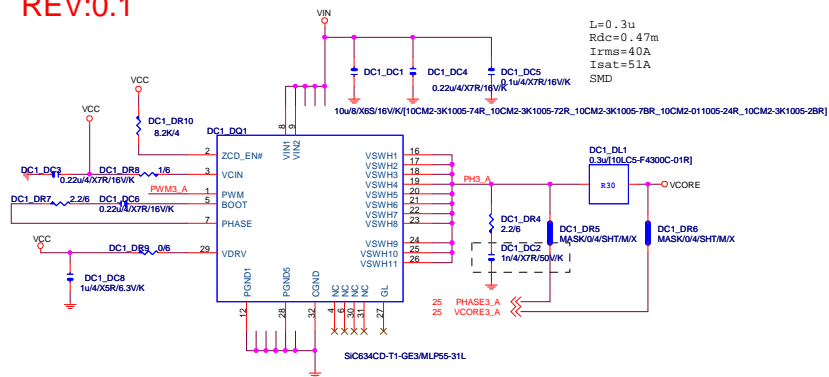 REV:0.1
VIN
L=0.3u
Rdc=0.47m
Irms=40A
Isat=51A
SMD
VCC
DC1_DC1
DC1_DC4
0.22u/4/X7R/16V/K
DC1_DC5
0.1u/4/X7R/16V/K
10u/8/X6S/16V/K/[10CM2-3K1005-74R_10CM2-3K1005-72R_10CM2-3K1005-7BR_10CM2-011005-24R_10CM2-3K1005-2BR]
VCC
DC1_DR10
8.2K/4
DC1_DQ1
8
9
VIN1
VIN2
2
ZCD_EN#
3
VCIN
1
PWM
5
BOOT
7
PHASE
29
VDRV
DC1_DC3
0.22u/4/X7R/16V/K
DC1_DR8
1/6
PWM3_A
DC1_DR7
2.2/6
DC1_DC6
0.22u/4/X7R/16V/K
VCC
DC1_DR9
0/6
DC1_DC8
1u/4/X5R/6.3V/K
VSWH1
16
VSWH2
17
VSWH3
18
VSWH4
19
VSWH5
20
VSWH6
21
VSWH7
22
VSWH8
23
VSWH9
24
VSWH10
25
VSWH11
26
PH3_A
DC1_DL1
0.3u/[10LC5-F4300C-01R]
R30
VCORE
DC1_DR4
2.2/6
DC1_DC2
1n/4/X7R/50V/K
DC1_DR5
MASK/0/4/SHT/M/X
DC1_DR6
MASK/0/4/SHT/M/X
25 PHASE3_A
25 VCORE3_A
PGND1
PGND5
CGND
NC
NC
NC
NC
GL
12
28
32
4
6
30
31
27
SiC634CD-T1-GE3/MLP55-31L